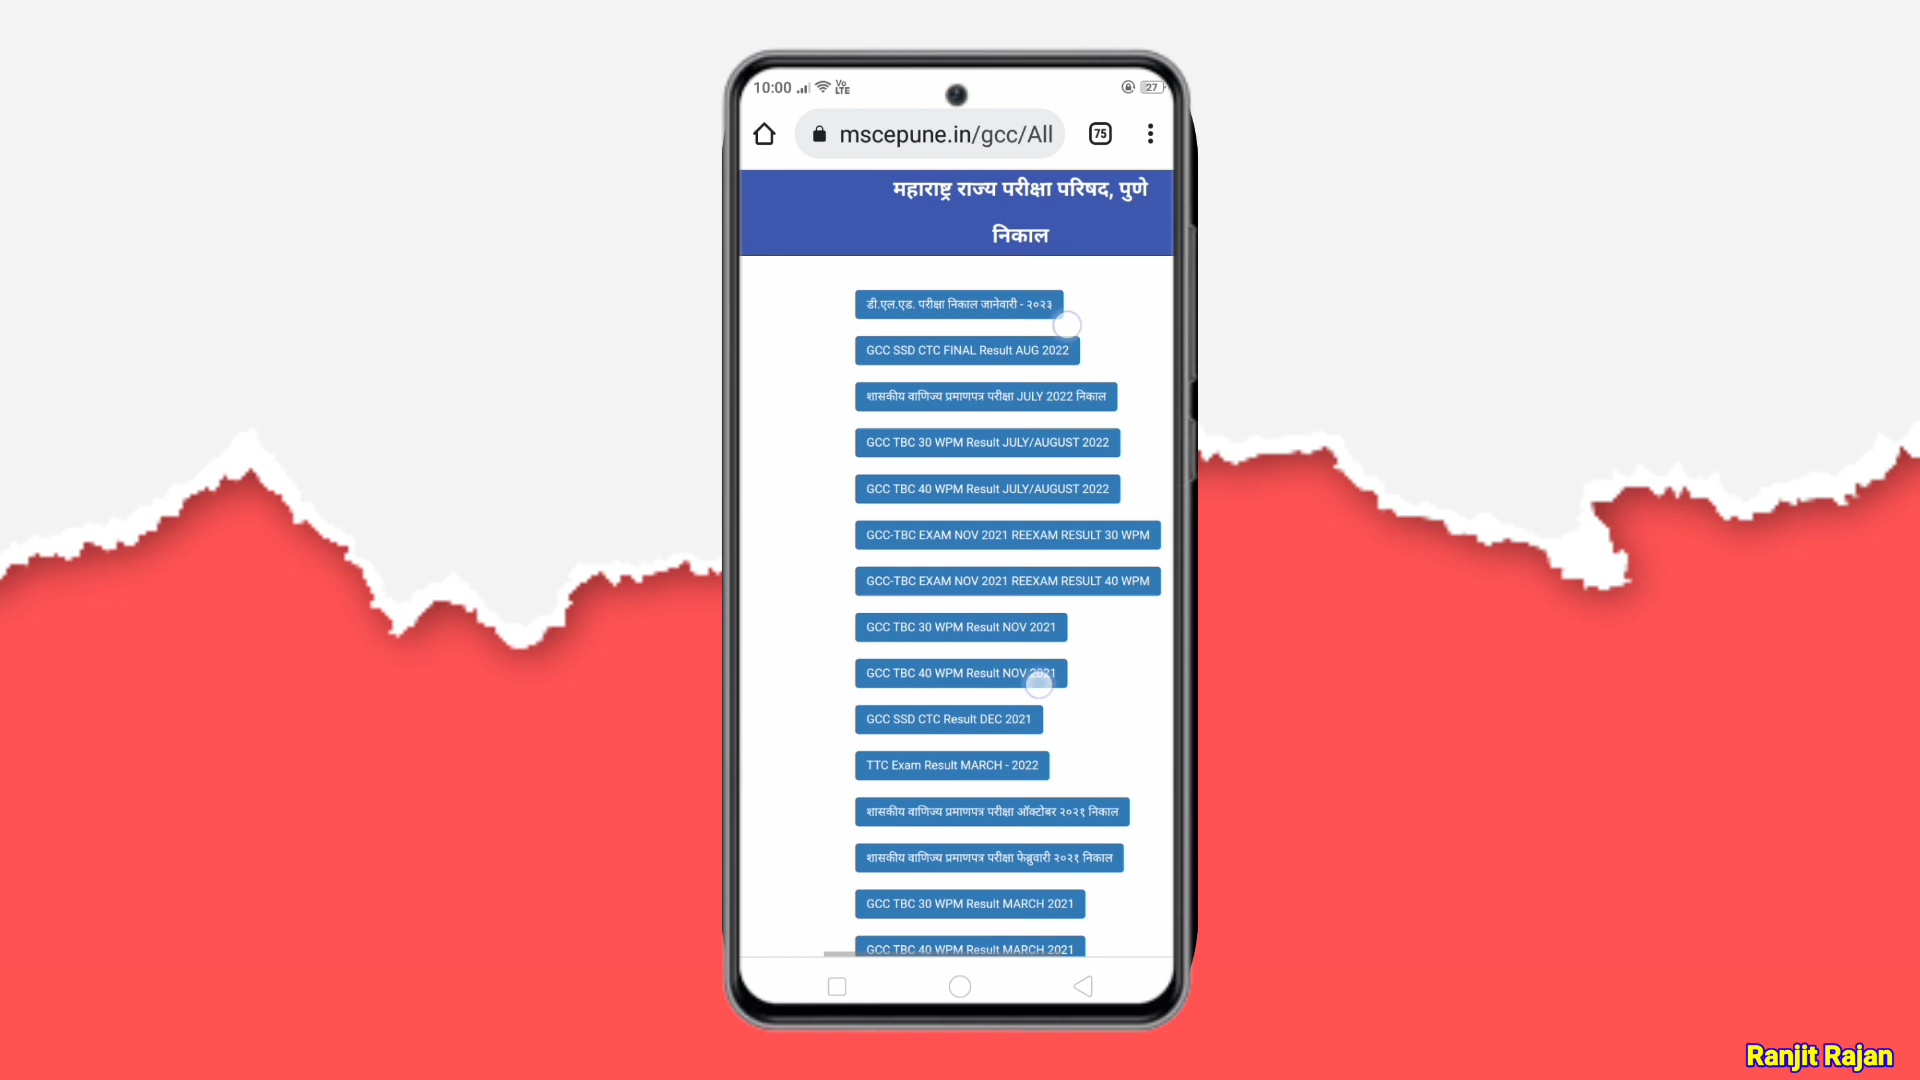 10:00 Vo LTE 27
mscepune.in/gcc/All 75
महाराष्ट्र राज्य परीक्षा परिषद, पुणे
निकाल
डी.एल.एड. परीक्षा निकाल जानेवारी - २०२३
GCC SSD CTC FINAL Result AUG 2022
शासकीय वाणिज्य प्रमाणपत्र परीक्षा JULY 2022 निकाल
GCC TBC 30 WPM Result JULY/AUGUST 2022
GCC TBC 40 WPM Result JULY/AUGUST 2022
GCC-TBC EXAM NOV 2021 REEXAM RESULT 30 WPM
GCC-TBC EXAM NOV 2021 REEXAM RESULT 40 WPM
GCC TBC 30 WPM Result NOV 2021
GCC TBC 40 WPM Result NOV 2021
GCC SSD CTC Result DEC 2021
TTC Exam Result MARCH - 2022
शासकीय वाणिज्य प्रमाणपत्र परीक्षा ऑक्टोबर २०२१ निकाल
शासकीय वाणिज्य प्रमाणपत्र परीक्षा फेब्रुवारी २०२१ निकाल
GCC TBC 30 WPM Result MARCH 2021
GCC TBC 40 WPM Result MARCH 2021
Ranjit Rajan